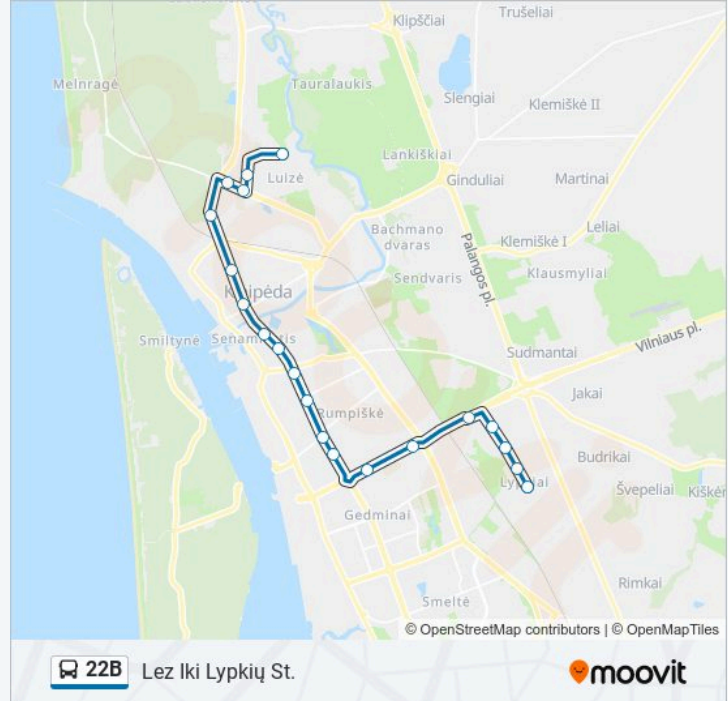 Trušeliai
Klipščiai
Melnragė
Tauralaukis
Slengiai
Klemiškė II
Lankiškiai
Luizė
Ginduliai
Martinai
Bachmano
dvaras
Leliai
Klemiškė I
Palangos pl.
Sendvaris
Klausmyliai
Klaipėda
Vilniaus pl.
Smiltynė
Senamiestis
Sudmantai
Jakai
Rumpiškė
Budrikai
Lypkiai
Švepeliai
Kiškėn
Gedminai
Rimkai
Smeltė
© OpenStreetMap contributors | © OpenMapTiles
22B Lez Iki Lypkių St.
moovit